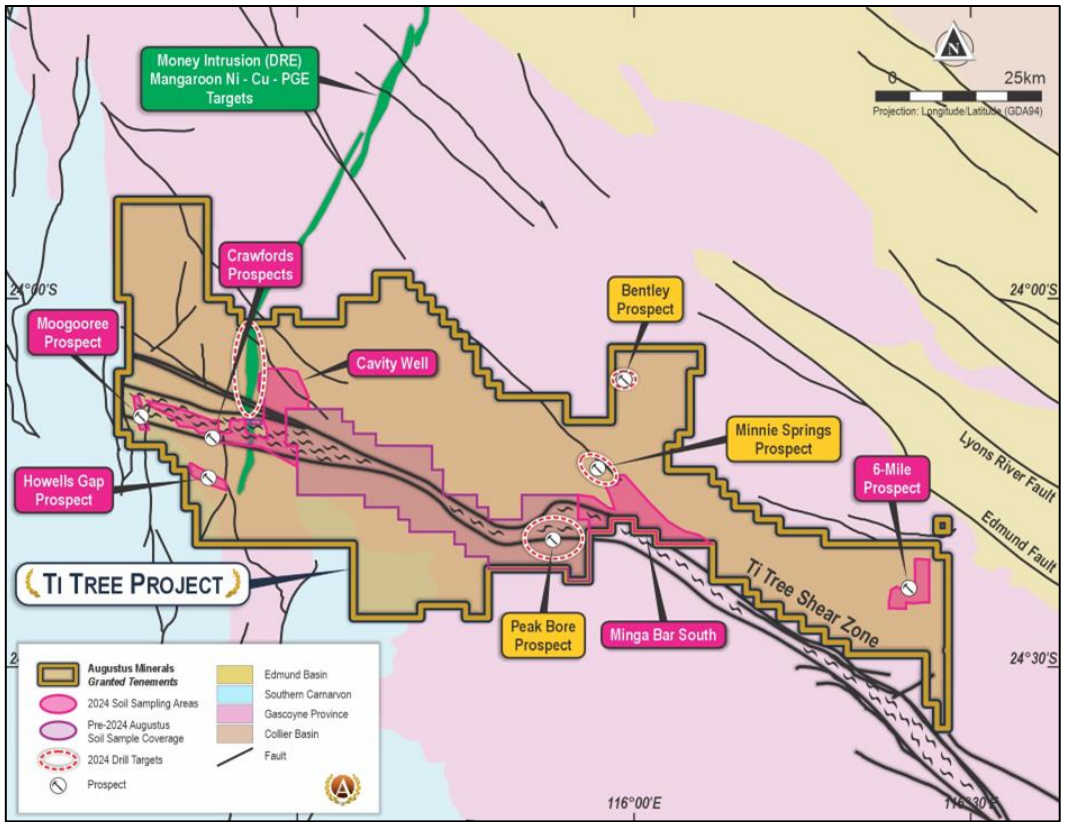 Money Intrusion (DRE)
Mangaroon Ni - Cu - PGE
Targets
N
0 25km
Projection: Longitude/Latitude (GDA94)
Crawfords
Prospects
24°00'S
24°00'S
Bentley
Prospect
Moogooree
Prospect
Cavity Well
Minnie Springs
Prospect
Lyons River Fault
6-Mile
Prospect
Howells Gap
Prospect
Edmund Fault
TI TREE PROJECT
Ti Tree Shear Zone
Peak Bore
Prospect
Minga Bar South
24°30'S
Augustus Minerals
Granted Tenements
2024 Soil Sampling Areas
Pre-2024 Augustus
Soil Sample Coverage
2024 Drill Targets
Prospect
Edmund Basin
Southern Carnarvon
Gascoyne Province
Collier Basin
Fault
A
116°00'E
116°30'E